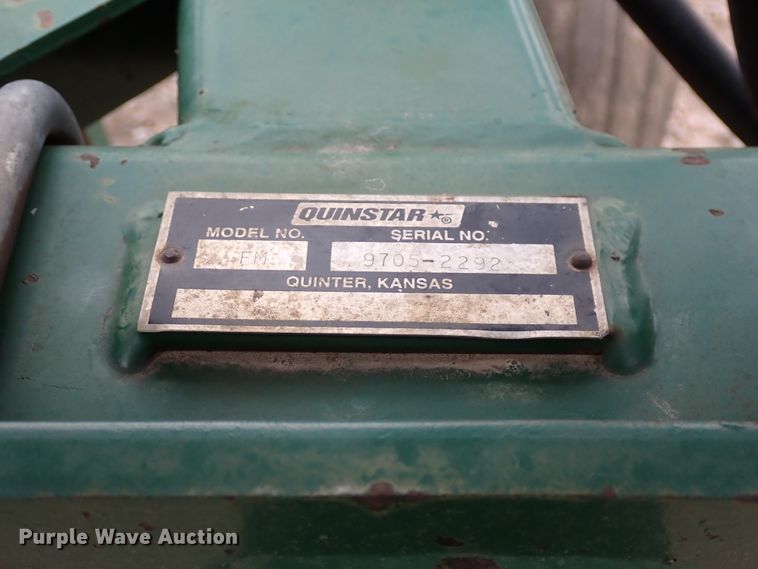 QUINSTAR ®
MODEL NO. SERIAL NO.
FM 9705-2292
QUINTER, KANSAS
Purple Wave Auction